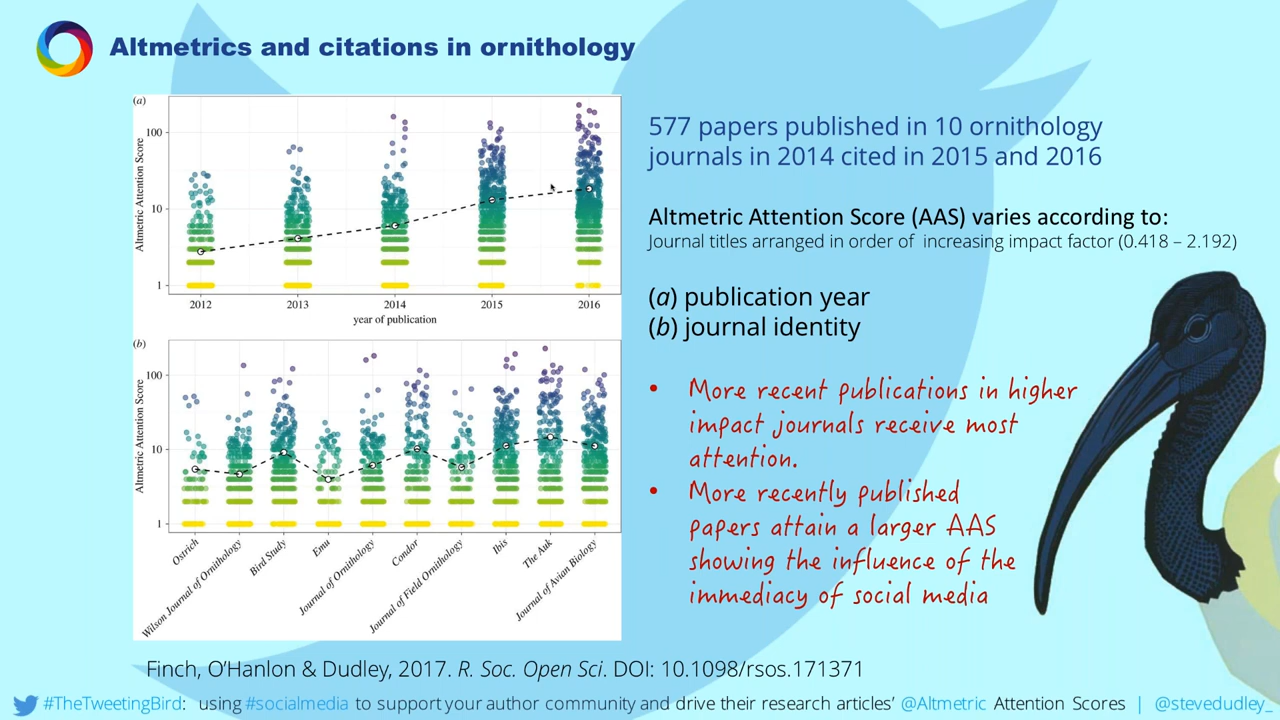 Altmetrics and citations in ornithology
(a)
Altmetric Attention Score
100
10
1
2012 2013 2014 2015 2016
year of publication
(b)
Altmetric Attention Score
100
10
1
Ostrich
Wilson Journal of Ornithology
Bird Study
Emu
Journal of Ornithology
Condor
Journal of Field Ornithology
Ibis
The Auk
Journal of Avian Biology
577 papers published in 10 ornithology
journals in 2014 cited in 2015 and 2016
Altmetric Attention Score (AAS) varies according to:
Journal titles arranged in order of increasing impact factor (0.418 – 2.192)
(a) publication year
(b) journal identity
• More recent publications in higher
impact journals receive most
attention.
• More recently published
papers attain a larger AAS
showing the influence of the
immediacy of social media
Finch, O'Hanlon & Dudley, 2017. R. Soc. Open Sci. DOI: 10.1098/rsos.171371
#TheTweetingBird: using #socialmedia to support your author community and drive their research articles' @Altmetric Attention Scores | @stevedudley_